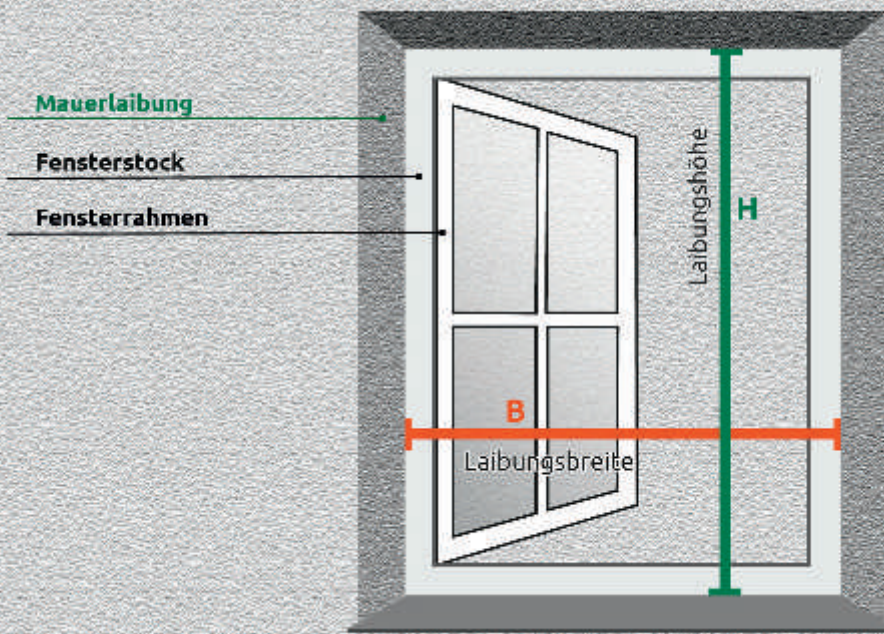 Mauerlaibung
Fensterstock
Fensterrahmen
Laibungshöhe
H
B
Laibungsbreite